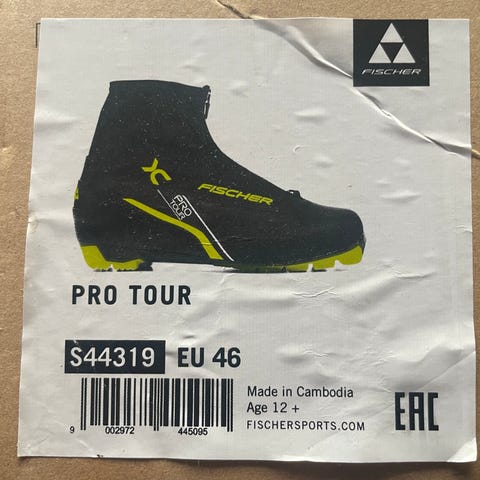 FISCHER
XC
PRO
TOUR
FISCHER
PRO TOUR
S44319 EU 46
Made in Cambodia
Age 12 +
FISCHERSPORTS.COM
EAC
9 002972 445095